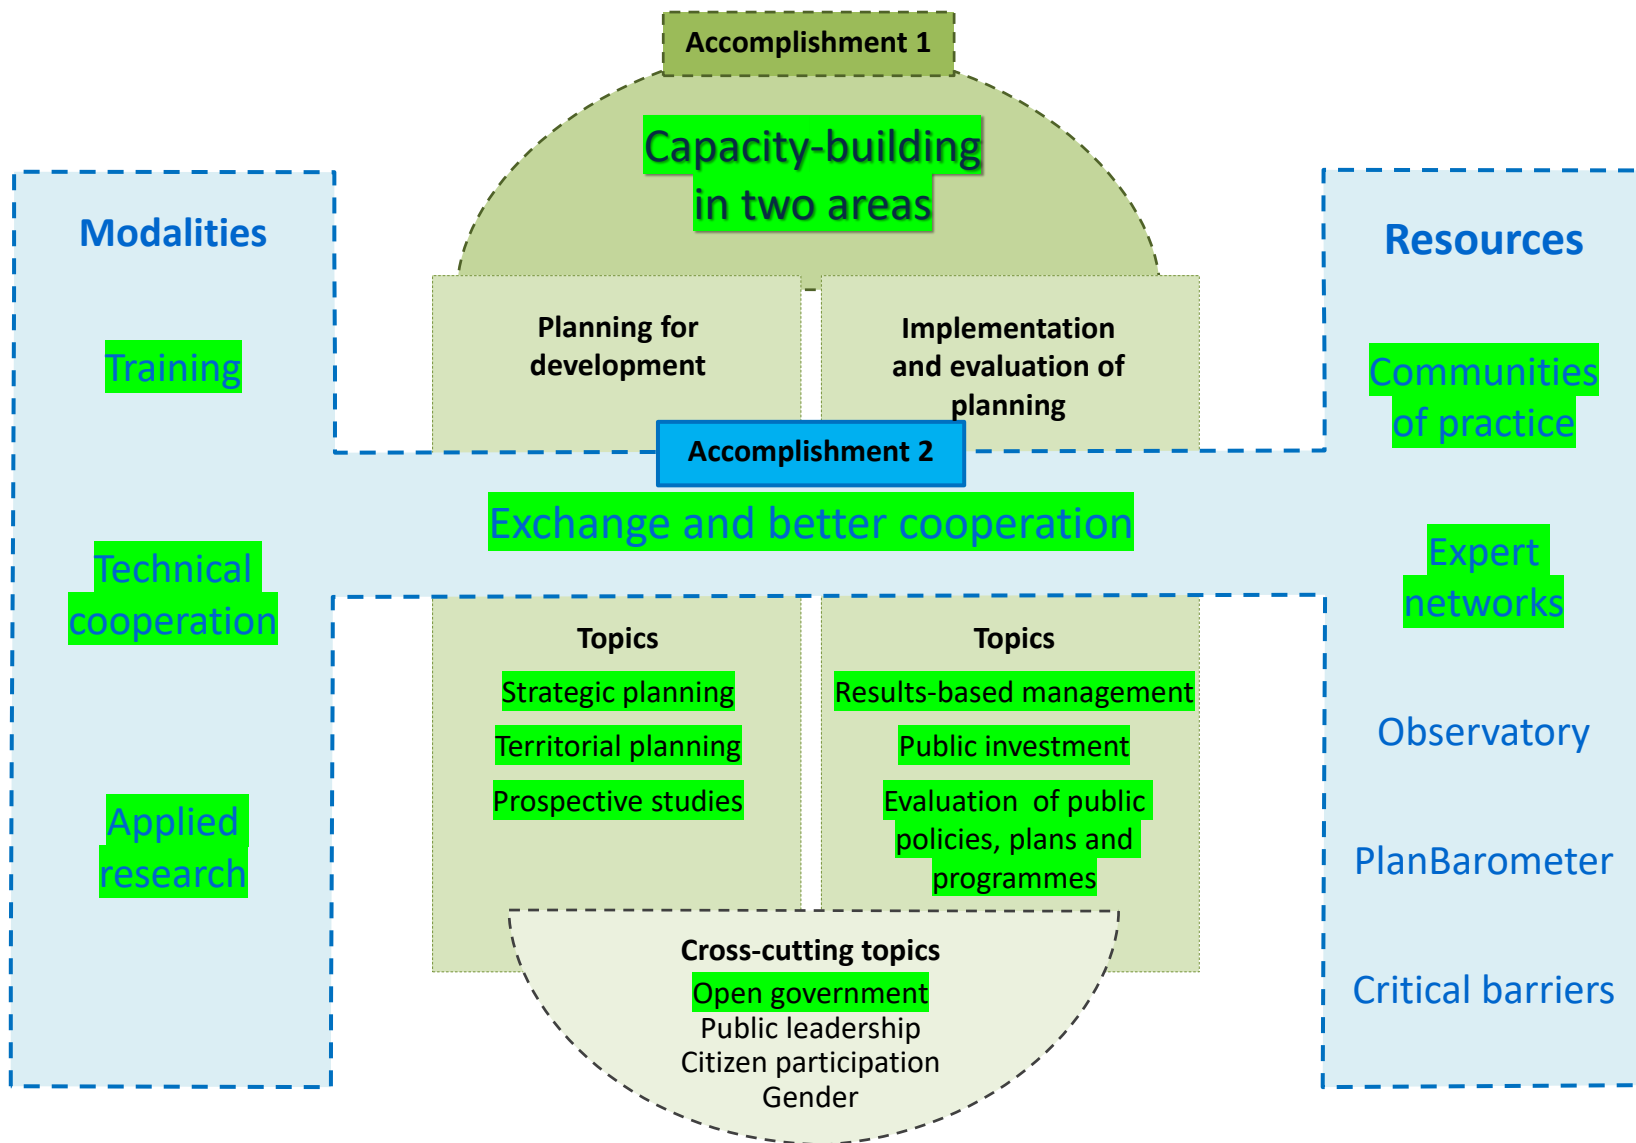 Accomplishment 1
Capacity-building
in two areas
Modalities
Training
Technical
cooperation
Applied
research
Planning for
development
Implementation
and evaluation of
planning
Accomplishment 2
Exchange and better cooperation
Topics
Strategic planning
Territorial planning
Prospective studies
Topics
Results-based management
Public investment
Evaluation  of public
policies, plans and
programmes
Cross-cutting topics
Open government
Public leadership
Citizen participation
Gender
Resources
Communities
of practice
Expert
networks
Observatory
PlanBarometer
Critical barriers